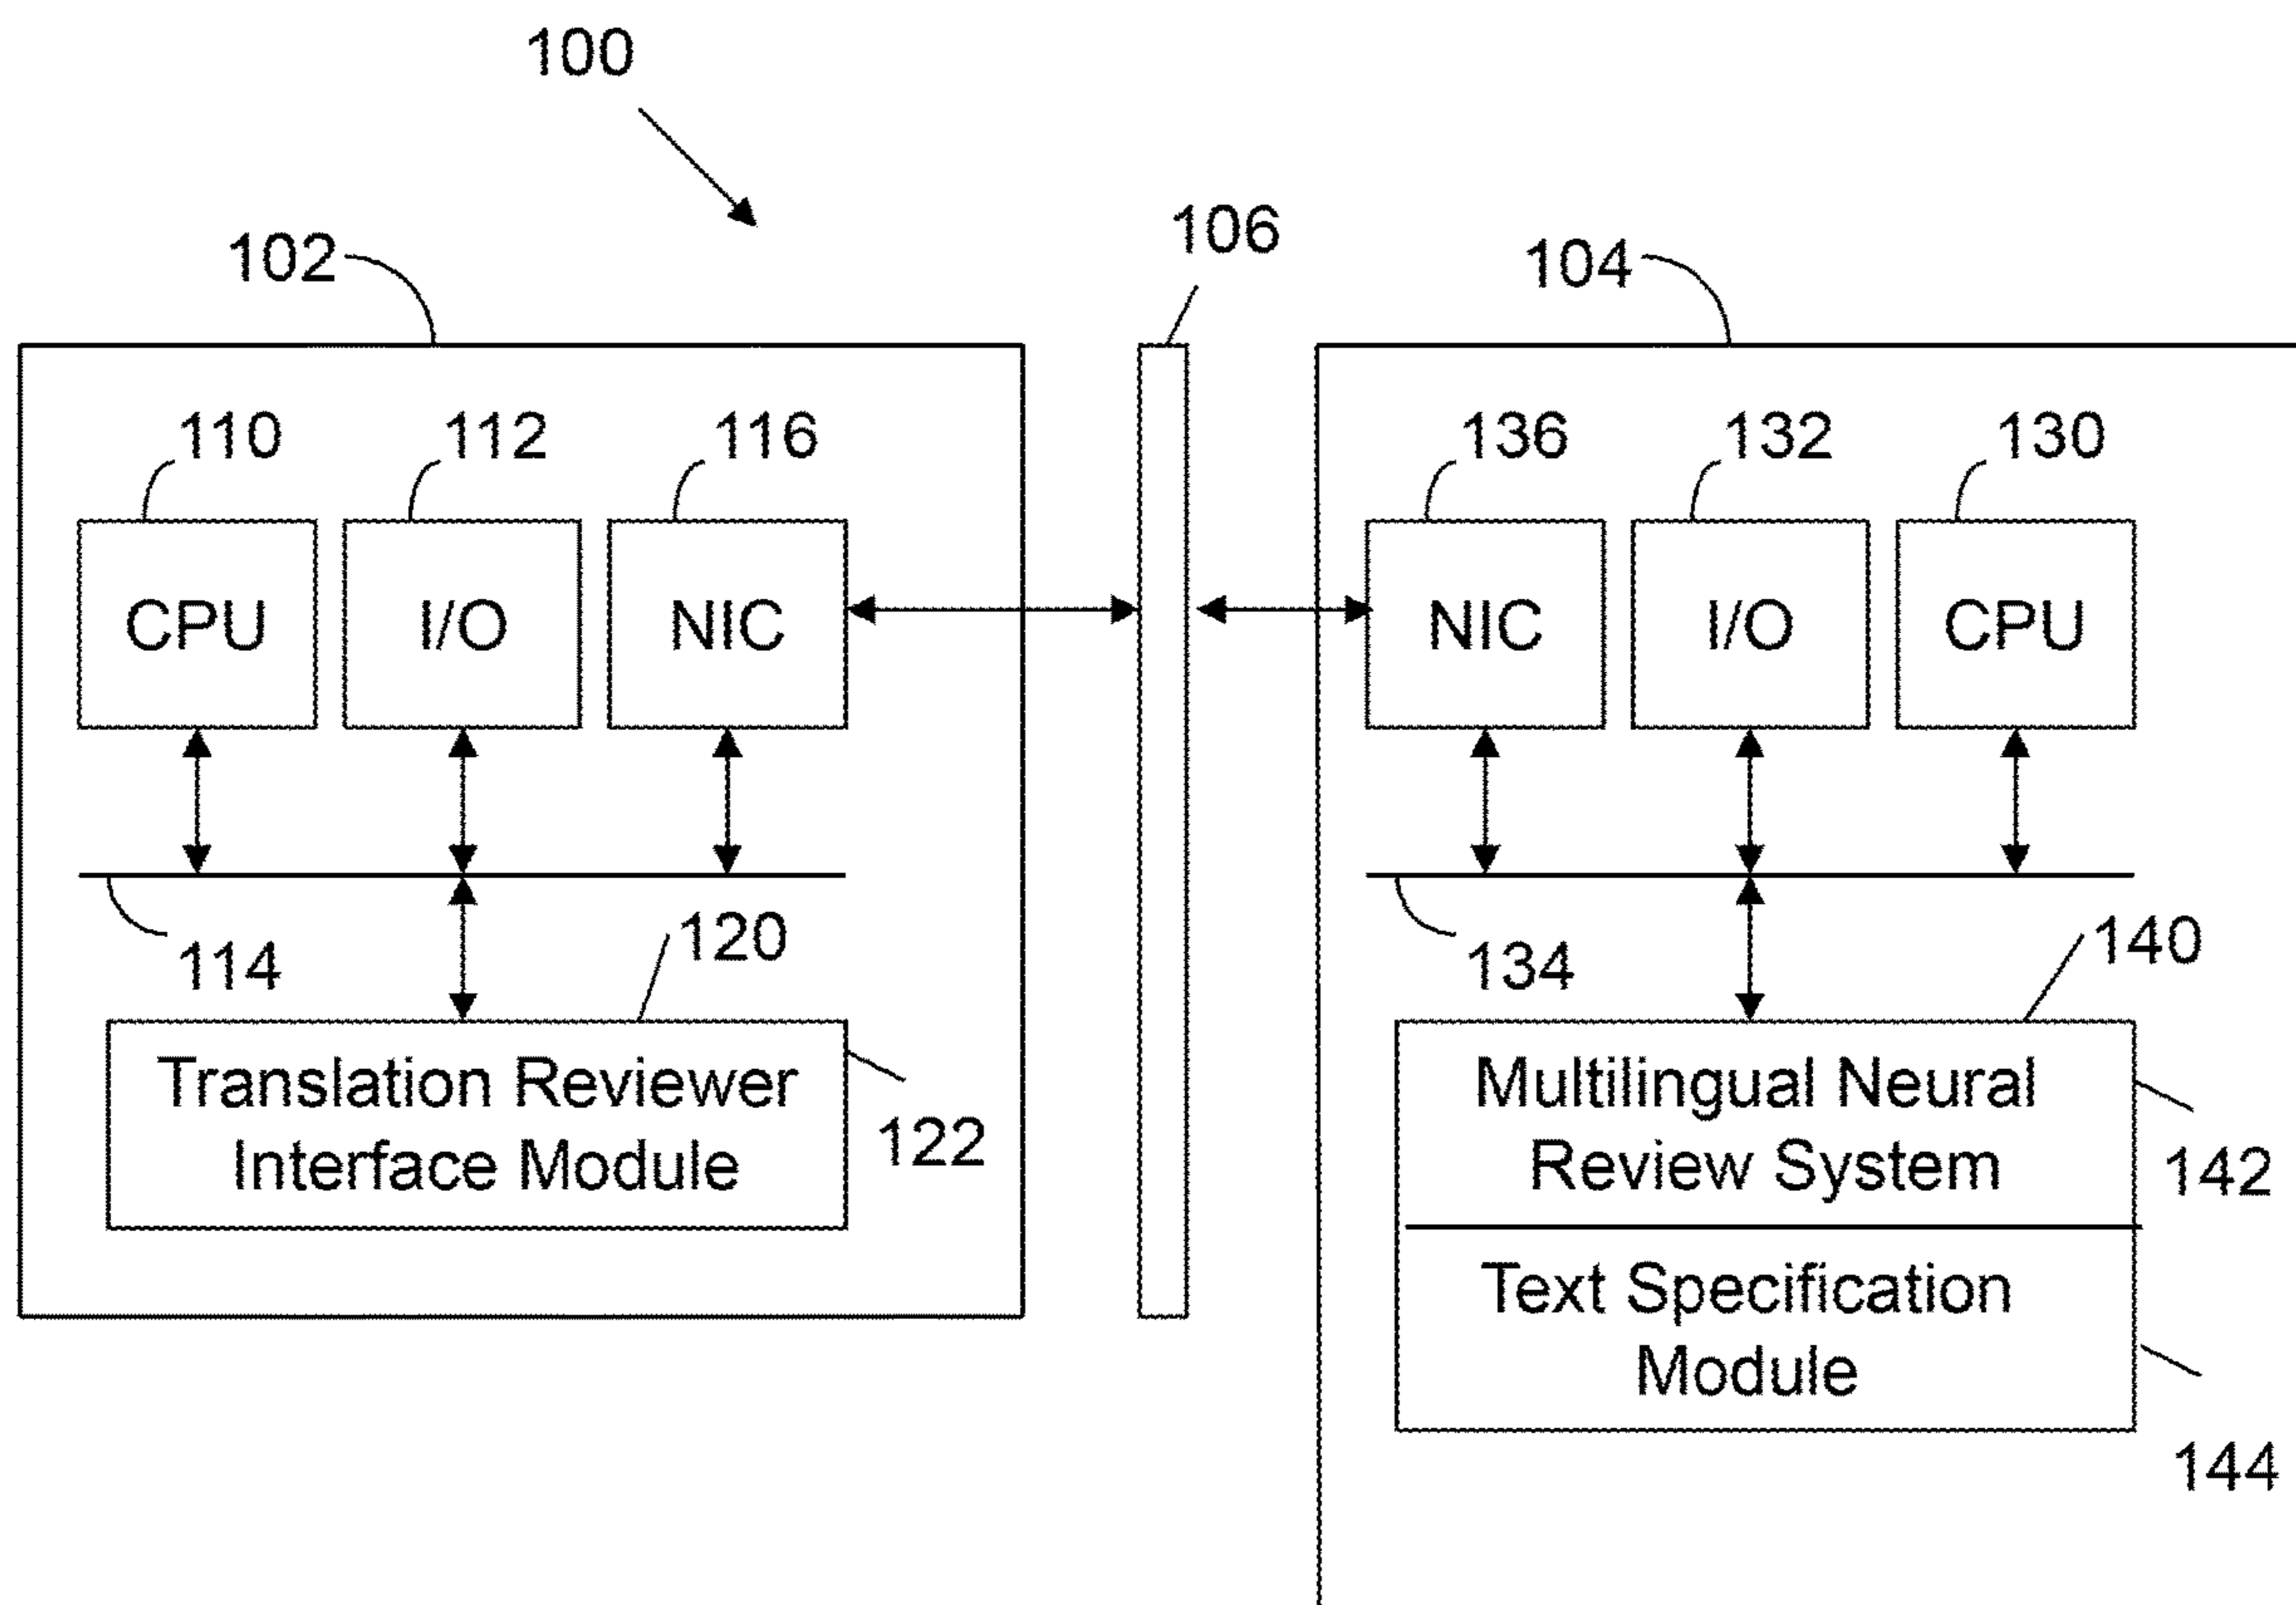 100
102
106
104
110
112
116
136
132
130
CPU
I/O
NIC
NIC
I/O
CPU
114
120
134
140
Translation Reviewer
Interface Module
122
Multilingual Neural
Review System
142
Text Specification
Module
144